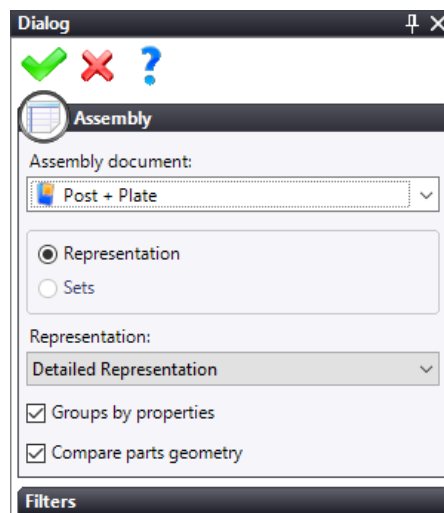 Dialog
Assembly
Assembly document:
Post + Plate
Representation
Sets
Representation:
Detailed Representation
Groups by properties
Compare parts geometry
Filters